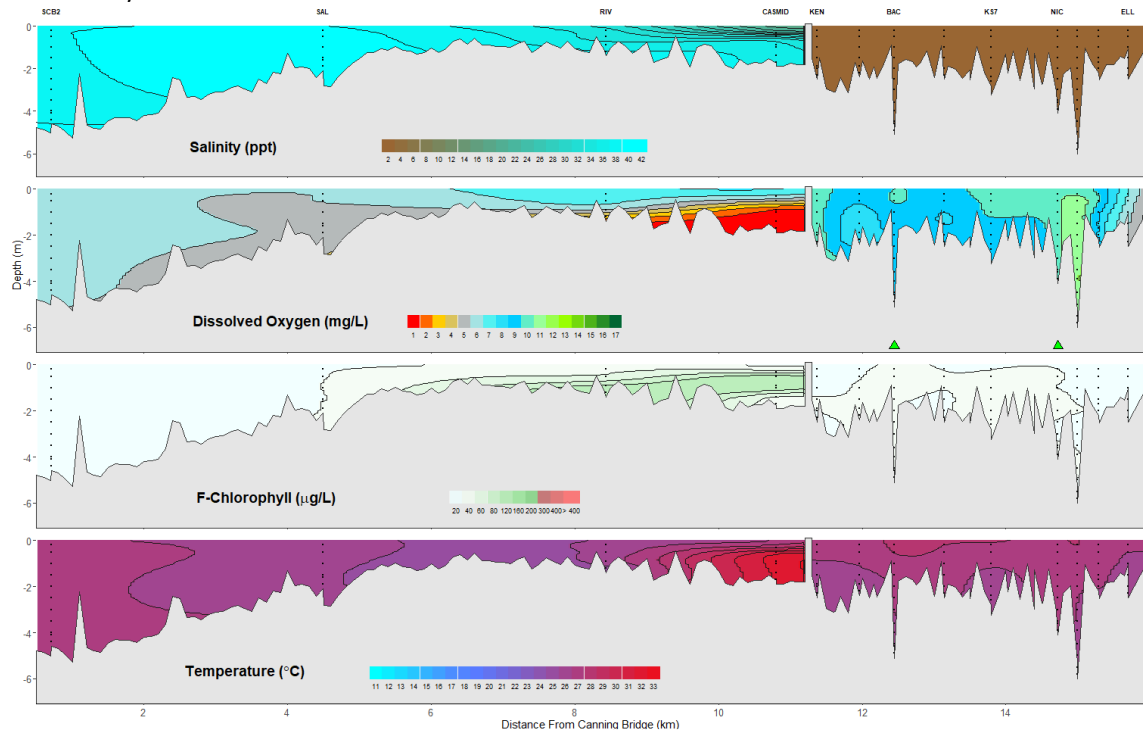 SCB2 SAL RIV CASMID KEN BAC KS7 NIC ELL
0
-2
-4
-6
Salinity (ppt)
2 4 6 8 10 12 14 16 18 20 22 24 26 28 30 32 34 36 38 40 42
0
-2
-4
-6
Depth (m)
Dissolved Oxygen (mg/L)
1 2 3 4 5 6 7 8 9 10 11 12 13 14 15 16 17
0
-2
-4
-6
F-Chlorophyll (µg/L)
20 40 60 80 120 160 200 300 400 > 400
0
-2
-4
-6
Temperature (°C)
11 12 13 14 15 16 17 18 19 20 21 22 23 24 25 26 27 28 29 30 31 32 33
2 4 6 8 10 12 14
Distance From Canning Bridge (km)